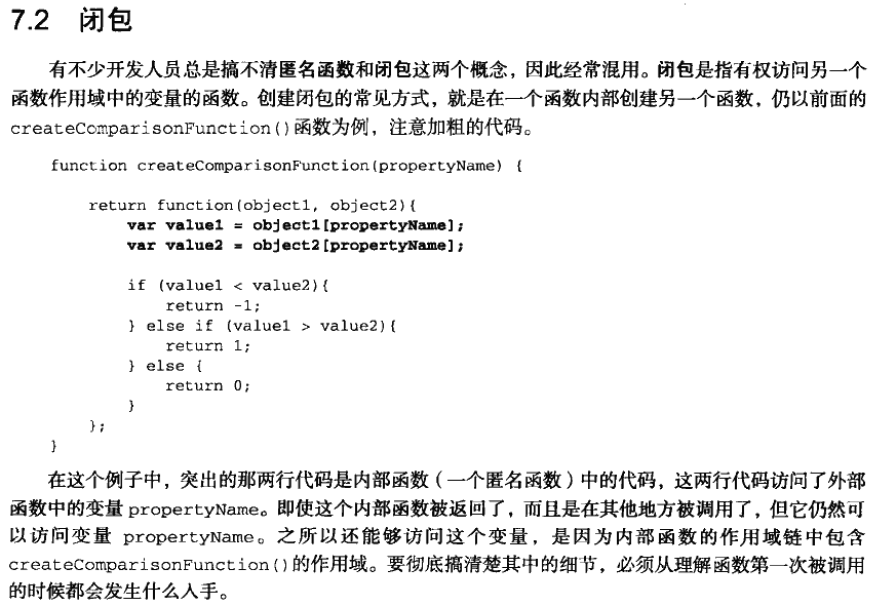 7.2 闭包
有不少开发人员总是搞不清匿名函数和闭包这两个概念，因此经常混用。闭包是指有权访问另一个
函数作用域中的变量的函数。创建闭包的常见方式，就是在一个函数内部创建另一个函数，仍以前面的
createComparisonFunction()函数为例，注意加粗的代码。
function createComparisonFunction(propertyName) {
return function(object1, object2){
var value1 = object1[propertyName];
var value2 = object2[propertyName];
if (value1 < value2){
return -1;
} else if (value1 > value2){
return 1;
} else {
return 0;
}
};
}
在这个例子中，突出的那两行代码是内部函数（一个匿名函数）中的代码，这两行代码访问了外部
函数中的变量 propertyName。即使这个内部函数被返回了，而且是在其他地方被调用了，但它仍然可
以访问变量 propertyName。之所以还能够访问这个变量，是因为内部函数的作用域链中包含
createComparisonFunction()的作用域。要彻底搞清楚其中的细节，必须从理解函数第一次被调用
的时候都会发生什么入手。